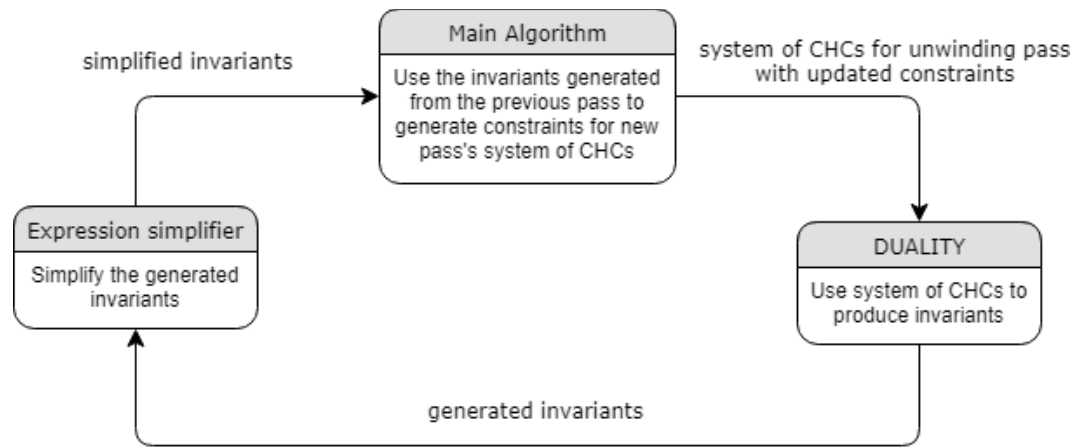 simplified invariants
Main Algorithm
Use the invariants generated
from the previous pass to
generate constraints for new
pass's system of CHCs
system of CHCs for unwinding pass
with updated constraints
Expression simplifier
Simplify the generated
invariants
DUALITY
Use system of CHCs to
produce invariants
generated invariants